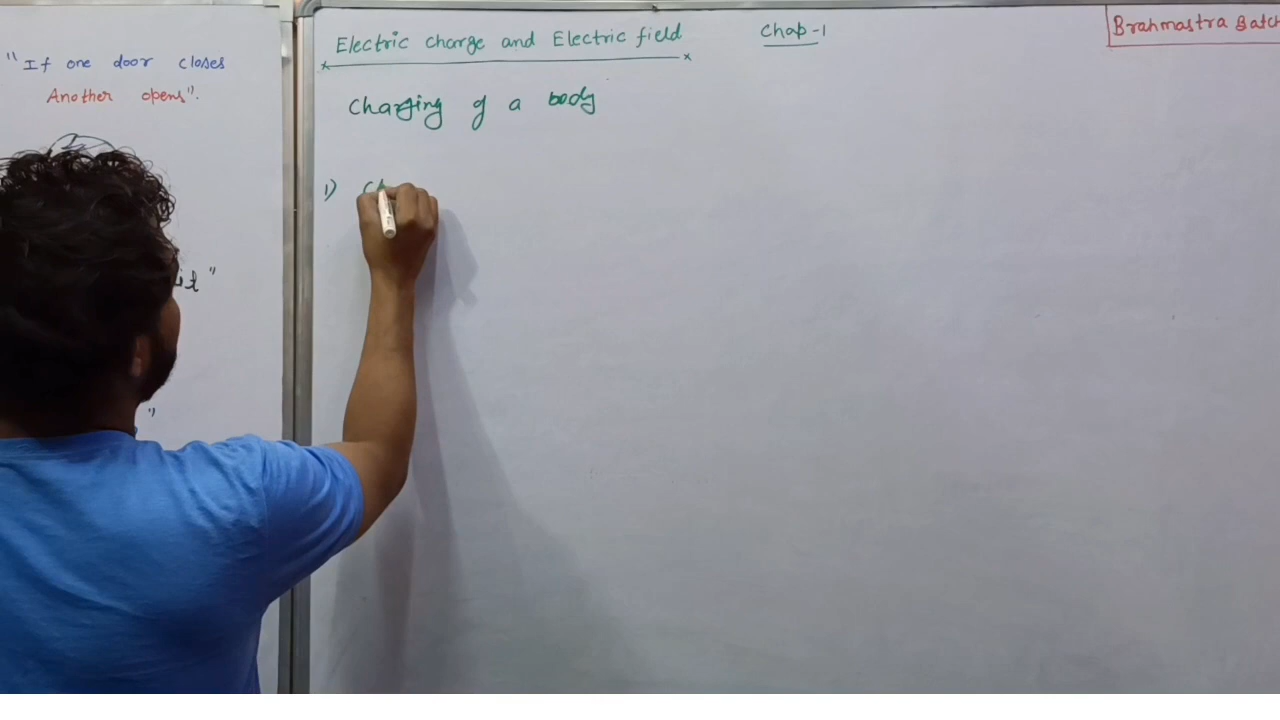 "If one door closes
Another opens".
"
Electric charge and Electric field
Chap-1
Brahmastra Batch
Charging of a body
1) Ch